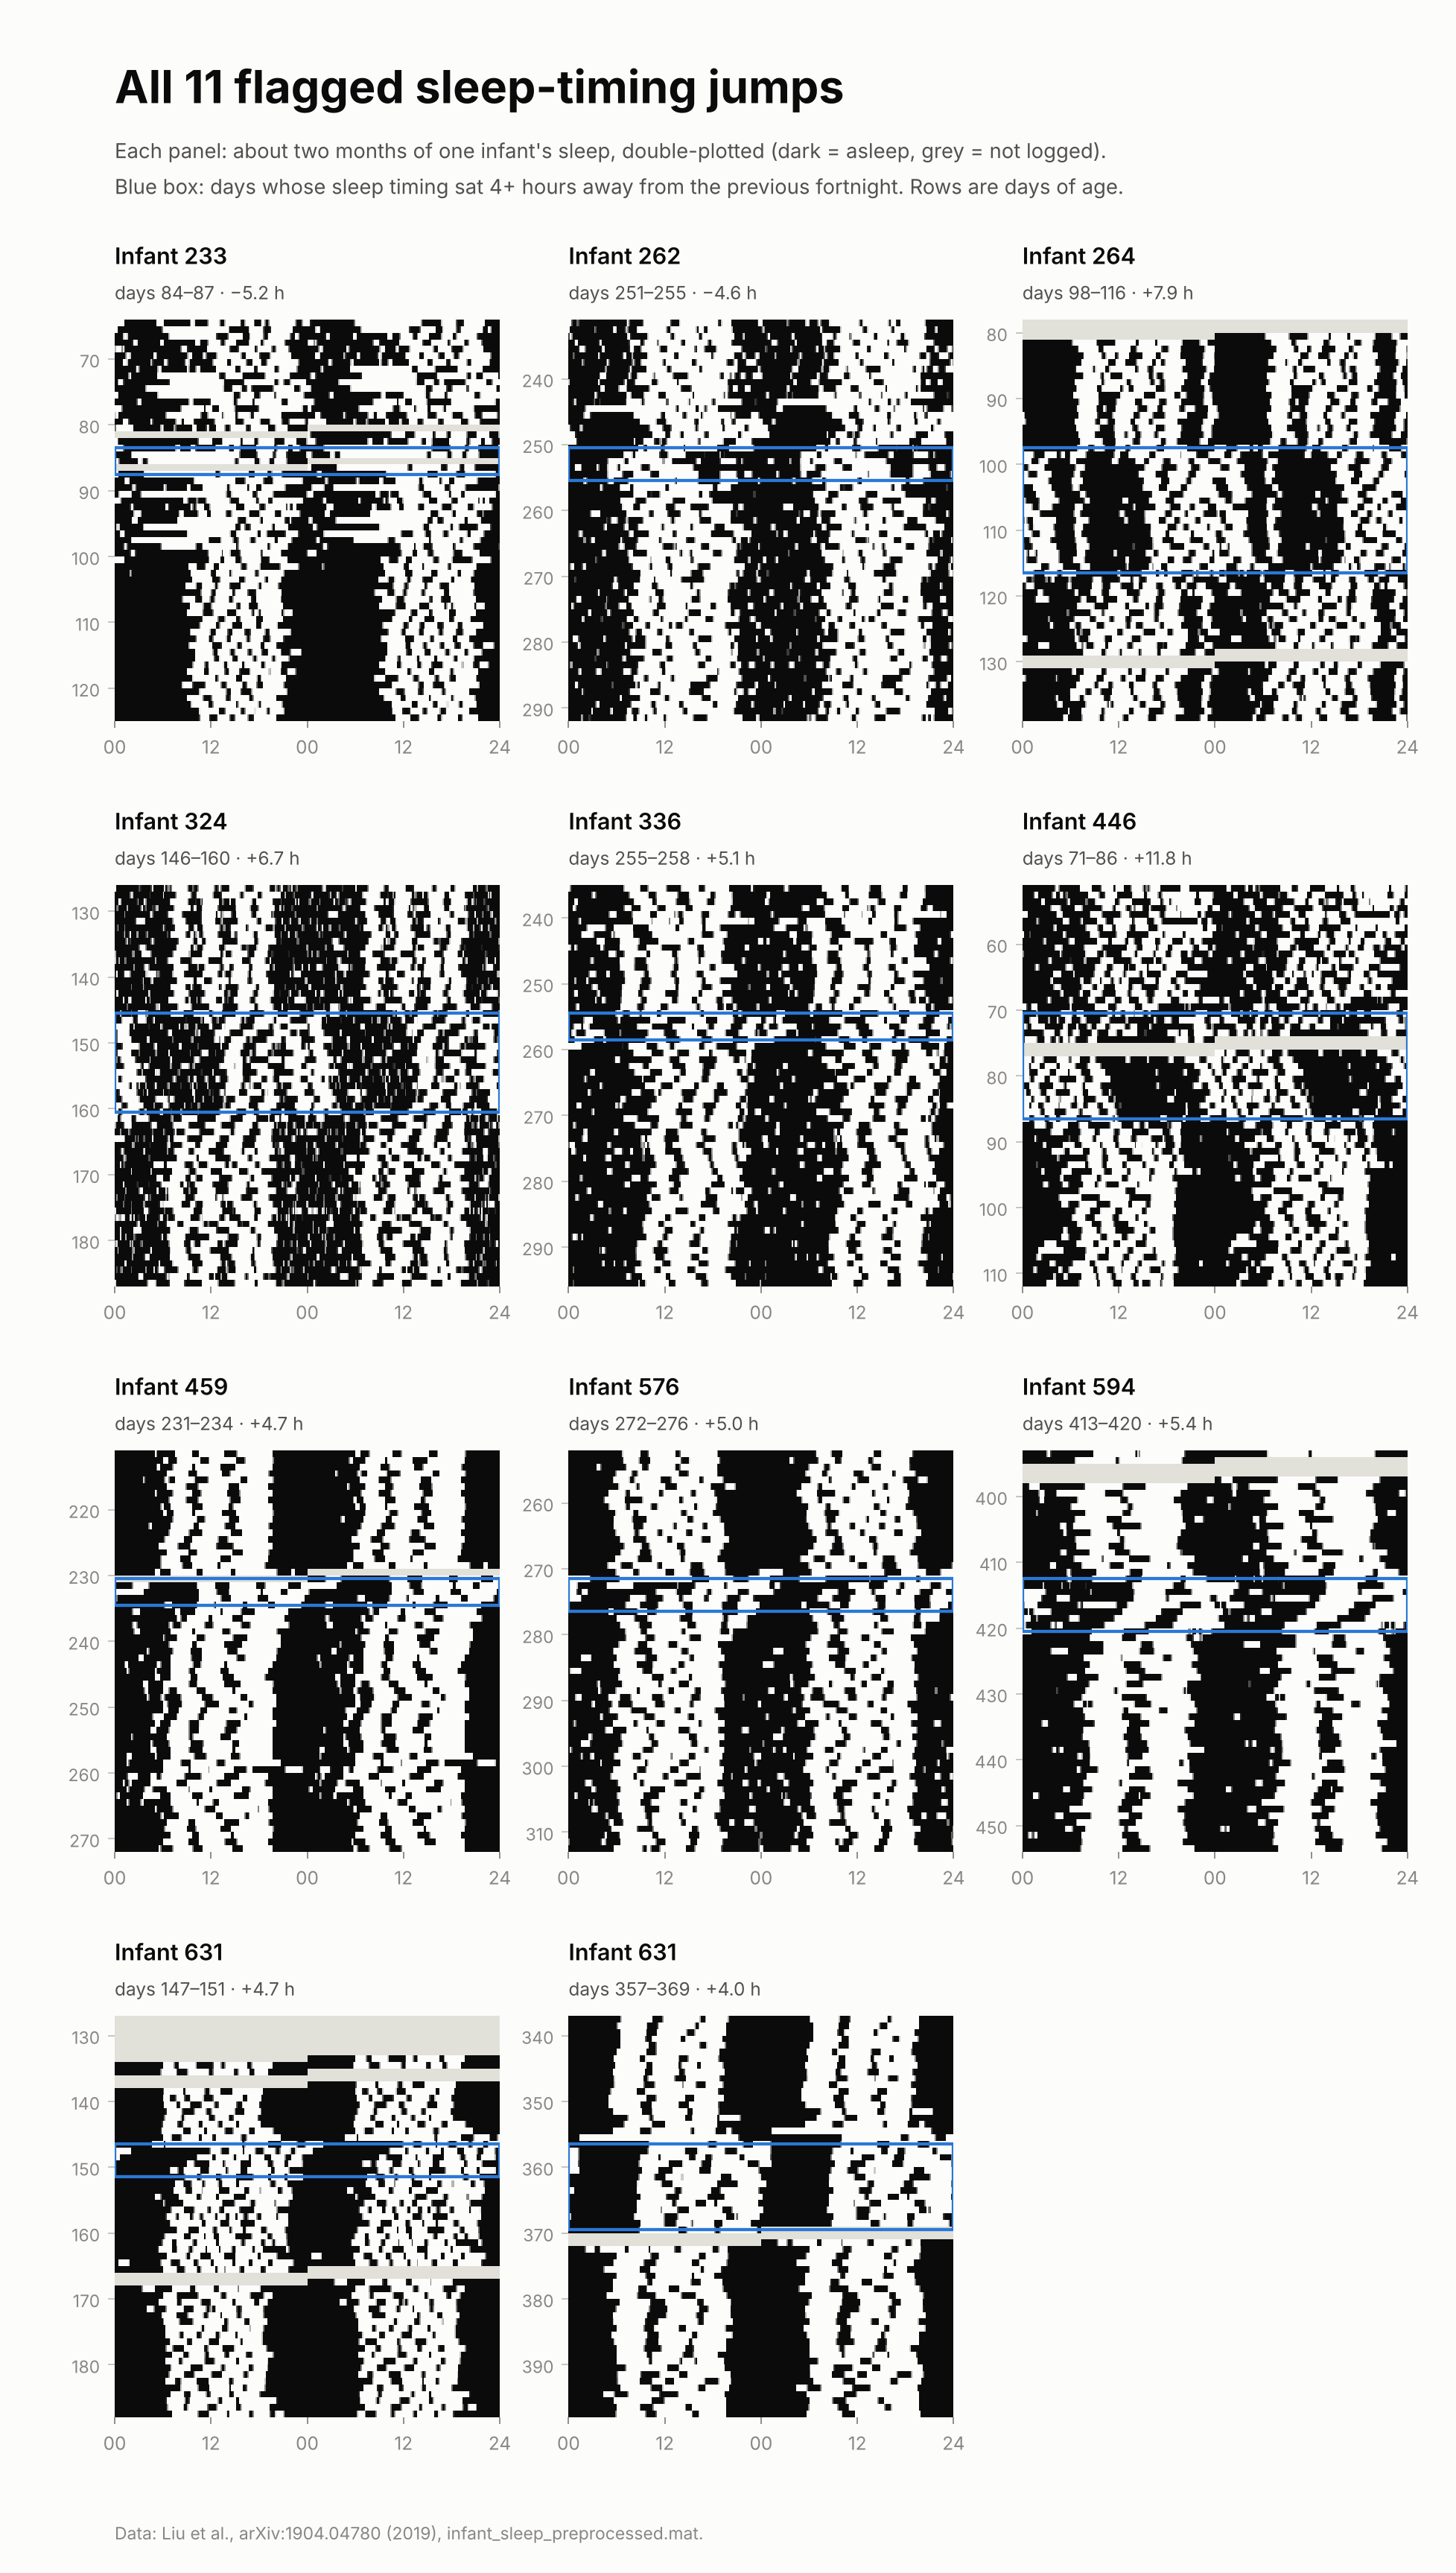 All 11 flagged sleep-timing jumps
Each panel: about two months of one infant's sleep, double-plotted (dark = asleep, grey = not logged).
Blue box: days whose sleep timing sat 4+ hours away from the previous fortnight. Rows are days of age.
Infant 233
days 84–87 · −5.2 h
70
80
90
100
110
120
00 12 00 12 24
Infant 262
days 251–255 · −4.6 h
240
250
260
270
280
290
00 12 00 12 24
Infant 264
days 98–116 · +7.9 h
80
90
100
110
120
130
00 12 00 12 24
Infant 324
days 146–160 · +6.7 h
130
140
150
160
170
180
00 12 00 12 24
Infant 336
days 255–258 · +5.1 h
240
250
260
270
280
290
00 12 00 12 24
Infant 446
days 71–86 · +11.8 h
60
70
80
90
100
110
00 12 00 12 24
Infant 459
days 231–234 · +4.7 h
220
230
240
250
260
270
00 12 00 12 24
Infant 576
days 272–276 · +5.0 h
260
270
280
290
300
310
00 12 00 12 24
Infant 594
days 413–420 · +5.4 h
400
410
420
430
440
450
00 12 00 12 24
Infant 631
days 147–151 · +4.7 h
130
140
150
160
170
180
00 12 00 12 24
Infant 631
days 357–369 · +4.0 h
340
350
360
370
380
390
00 12 00 12 24
Data: Liu et al., arXiv:1904.04780 (2019), infant_sleep_preprocessed.mat.